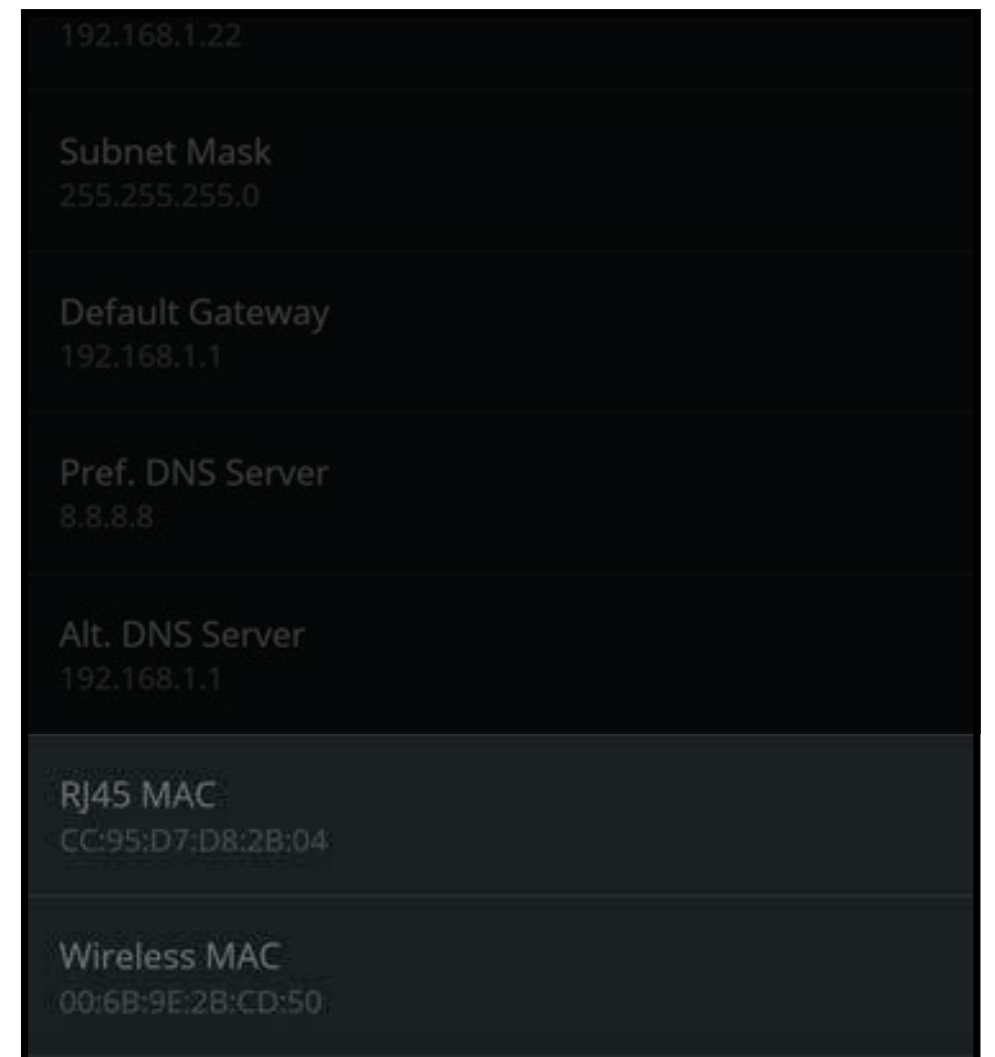 192.168.1.22
Subnet Mask
255.255.255.0
Default Gateway
192.168.1.1
Pref. DNS Server
8.8.8.8
Alt. DNS Server
192.168.1.1
RJ45 MAC
CC:95:D7:D8:2B:04
Wireless MAC
00:6B:9E:2B:CD:50